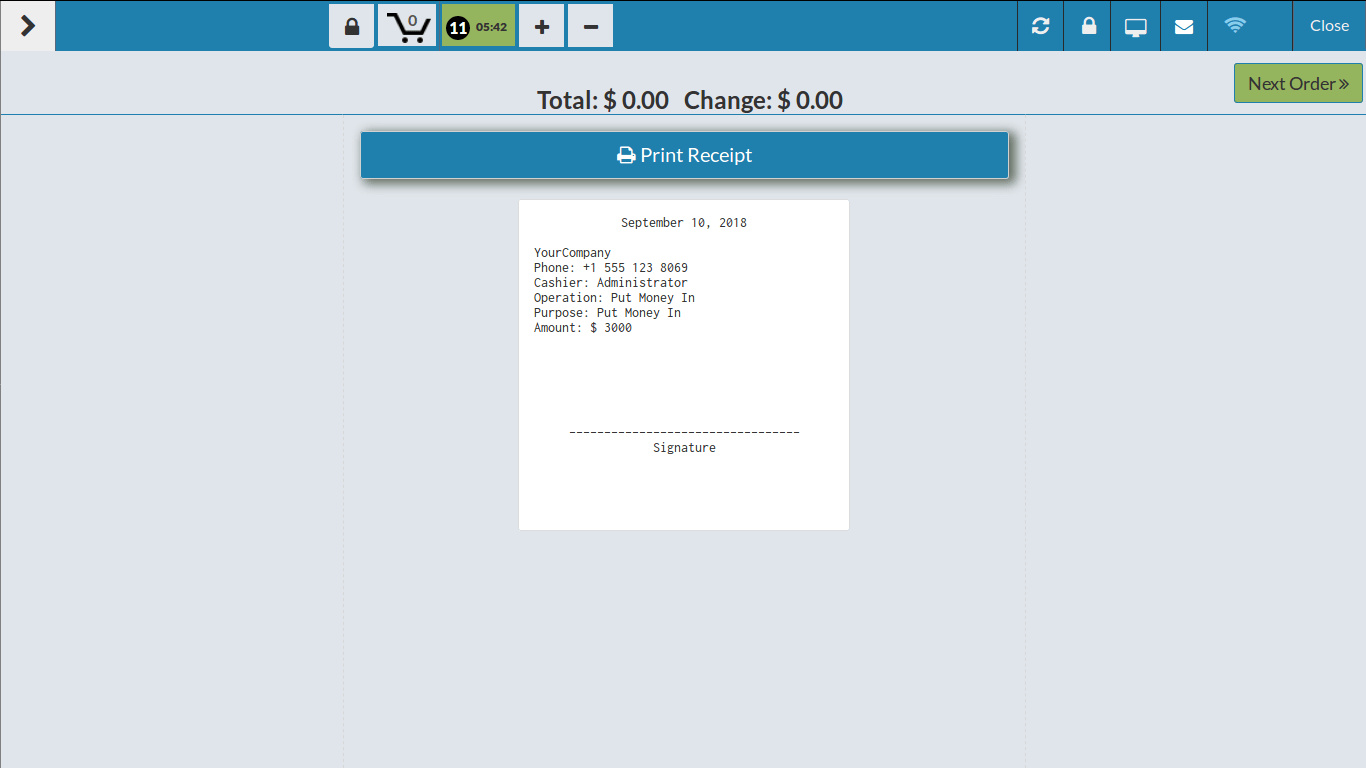 0
11 05:42
Close
Total: $ 0.00 Change: $ 0.00
Next Order
Print Receipt
September 10, 2018
YourCompany
Phone: +1 555 123 8069
Cashier: Administrator
Operation: Put Money In
Purpose: Put Money In
Amount: $ 3000
---------------------------------
Signature